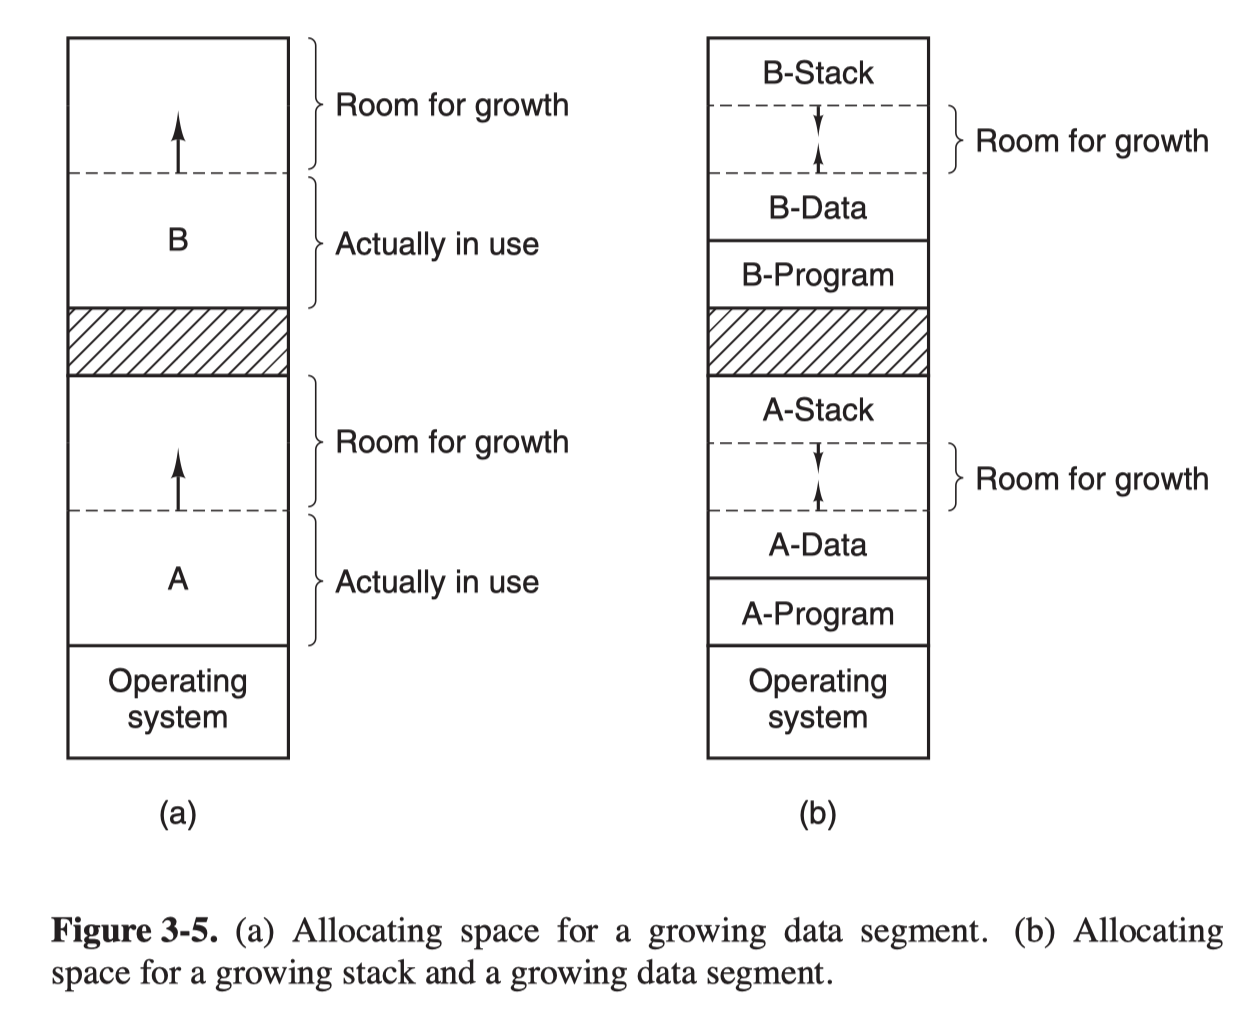 Room for growth
B
Actually in use
Room for growth
A
Actually in use
Operating
system
(a)
B-Stack
Room for growth
B-Data
B-Program
A-Stack
Room for growth
A-Data
A-Program
Operating
system
(b)
Figure 3-5. (a) Allocating space for a growing data segment. (b) Allocating
space for a growing stack and a growing data segment.